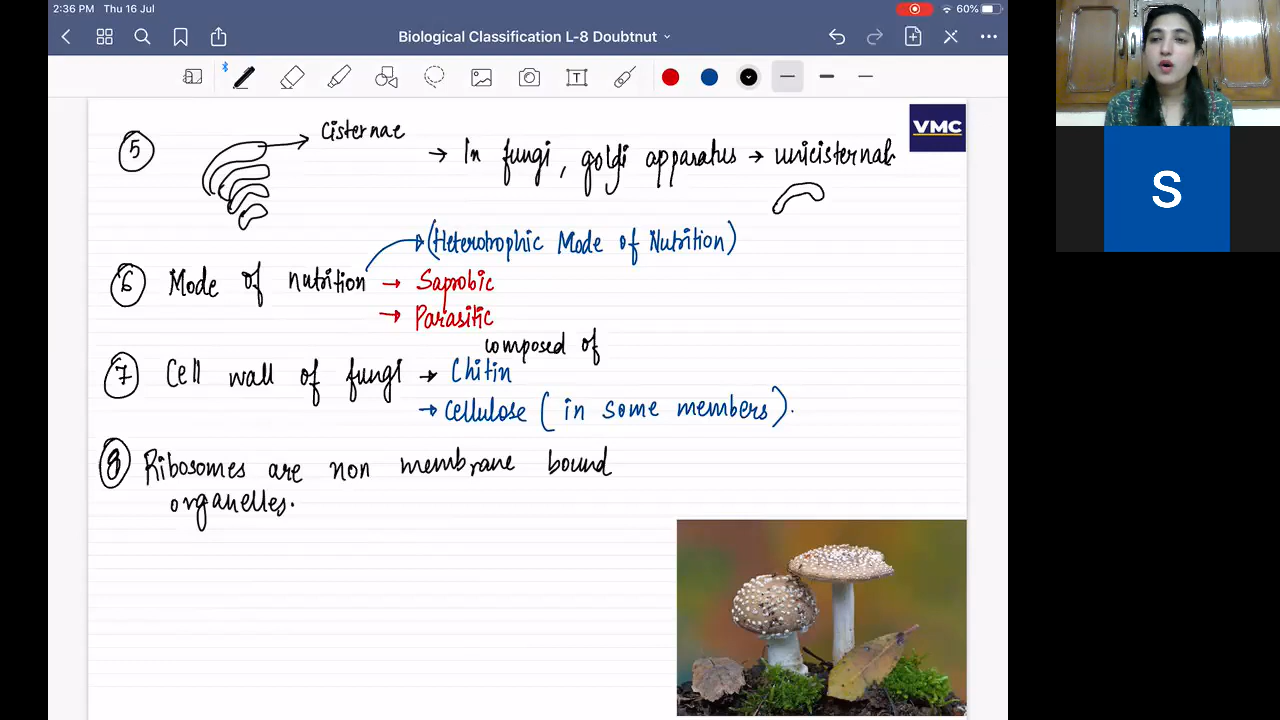 2:36 PM Thu 16 Jul
60%
Biological Classification L-8 Doubtnut
T
VMC
5
Cisternae
→ In fungi, golgi apparatus → unicisternal
(Heterotrophic Mode of Nutrition)
6 Mode of nutrition → Saprobic
→ Parasitic
composed of
7 Cell wall of fungi → Chitin
→ Cellulose (in some members).
8 Ribosomes are non membrane bound
organelles.
S